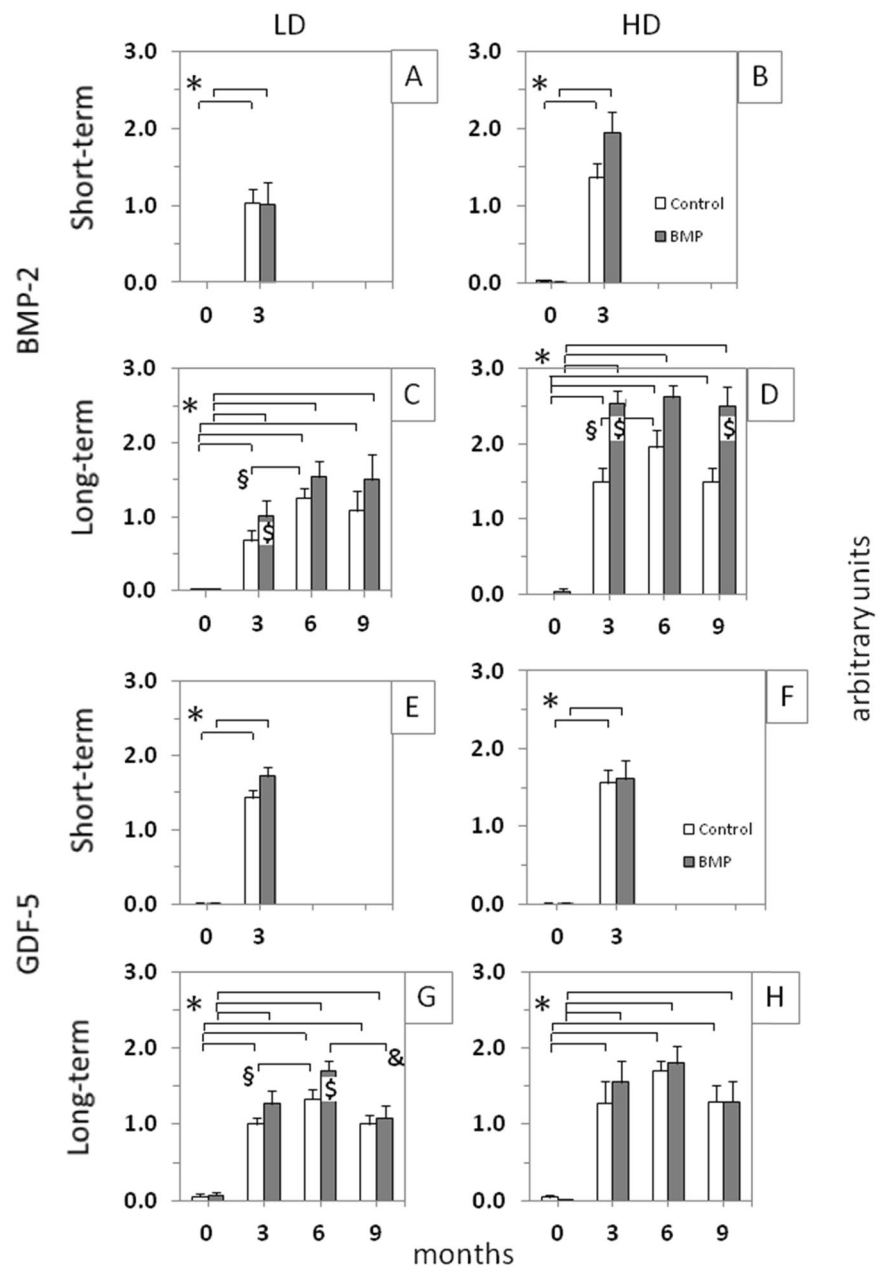 LD HD
BMP-2
Short-term
3.0 * A
2.0
1.0
0.0
0 3
3.0 * B
2.0
1.0
0.0
0 3
Control
BMP
Long-term
3.0 * C
2.0 §
1.0 $
0.0
0 3 6 9
3.0 * D
2.5 § $ $
2.0
1.0
0.0
0 3 6 9
arbitrary units
GDF-5
Short-term
3.0 * E
2.0
1.0
0.0
0 3
3.0 * F
2.0
1.0
0.0
0 3
Control
BMP
Long-term
3.0 * G
2.0 § $ &
1.0
0.0
0 3 6 9
3.0 * H
2.0
1.0
0.0
0 3 6 9
months